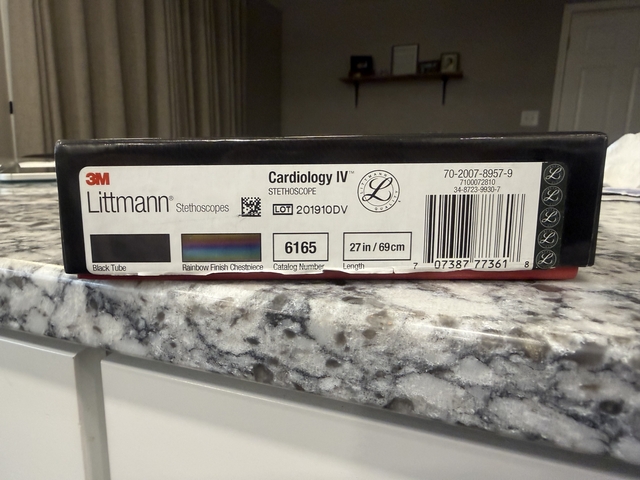 3M
Littmann® Stethoscopes
Cardiology IV™
STETHOSCOPE
LOT 201910DV
70-2007-8957-9
7100072810
34-8723-9930-7
Black Tube
Rainbow Finish Chestpiece
6165
Catalog Number
27 in / 69 cm
Length
7 07387 77361 8